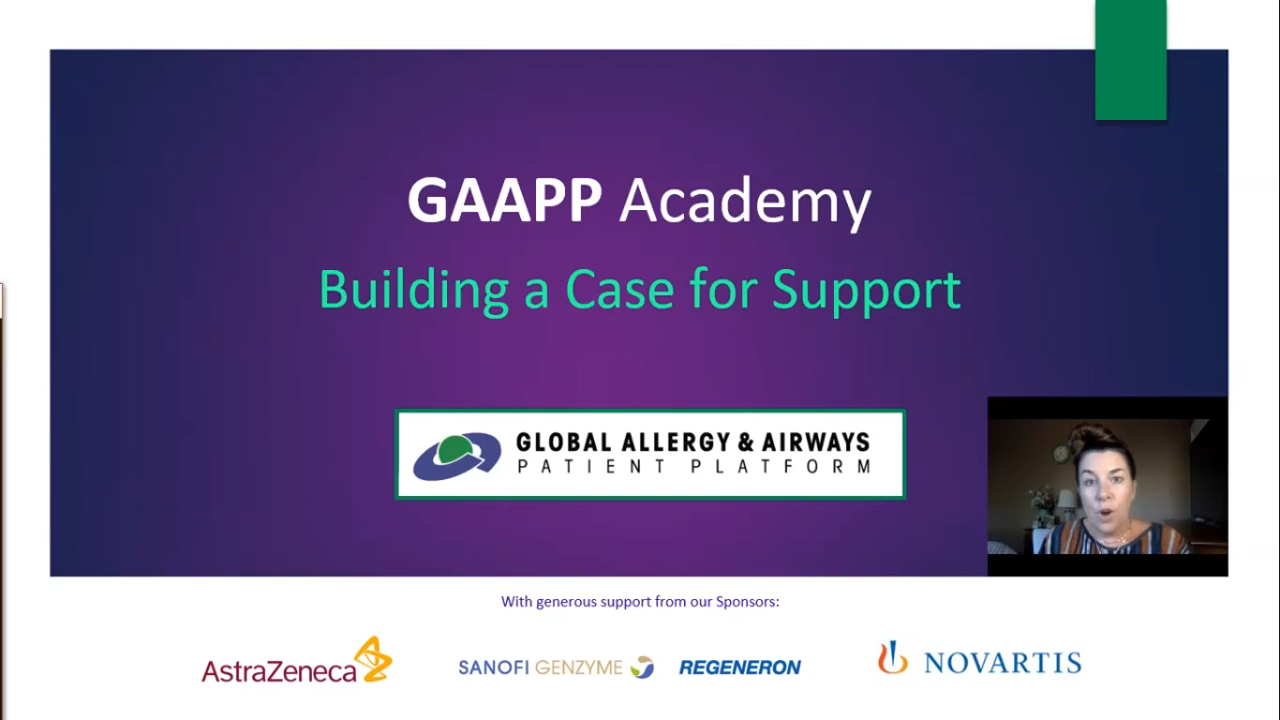 GAAPP Academy
Building a Case for Support
GLOBAL ALLERGY & AIRWAYS
PATIENT PLATFORM
With generous support from our Sponsors:
AstraZeneca
SANOFI GENZYME
REGENERON
NOVARTIS